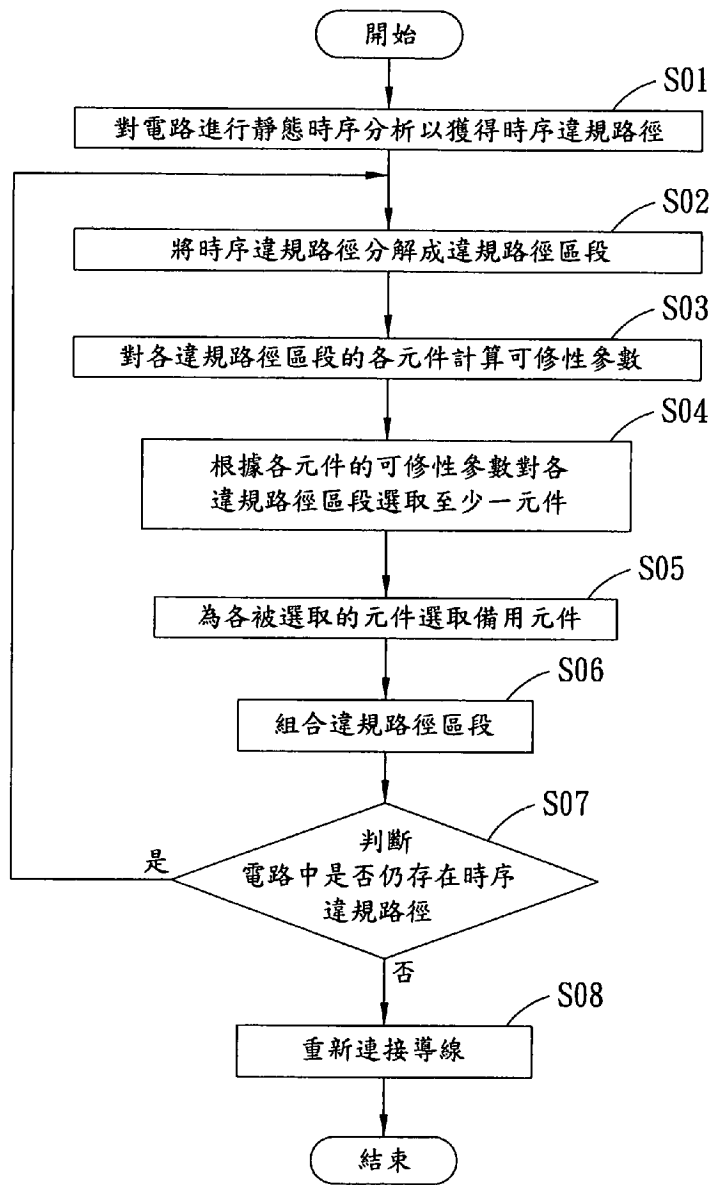 開始
S01
對電路進行靜態時序分析以獲得時序違規路徑
S02
將時序違規路徑分解成違規路徑區段
S03
對各違規路徑區段的各元件計算可修性參數
S04
根據各元件的可修性參數對各
違規路徑區段選取至少一元件
S05
為各被選取的元件選取備用元件
S06
組合違規路徑區段
S07
判斷
電路中是否仍存在時序
違規路徑
是
否
S08
重新連接導線
結束